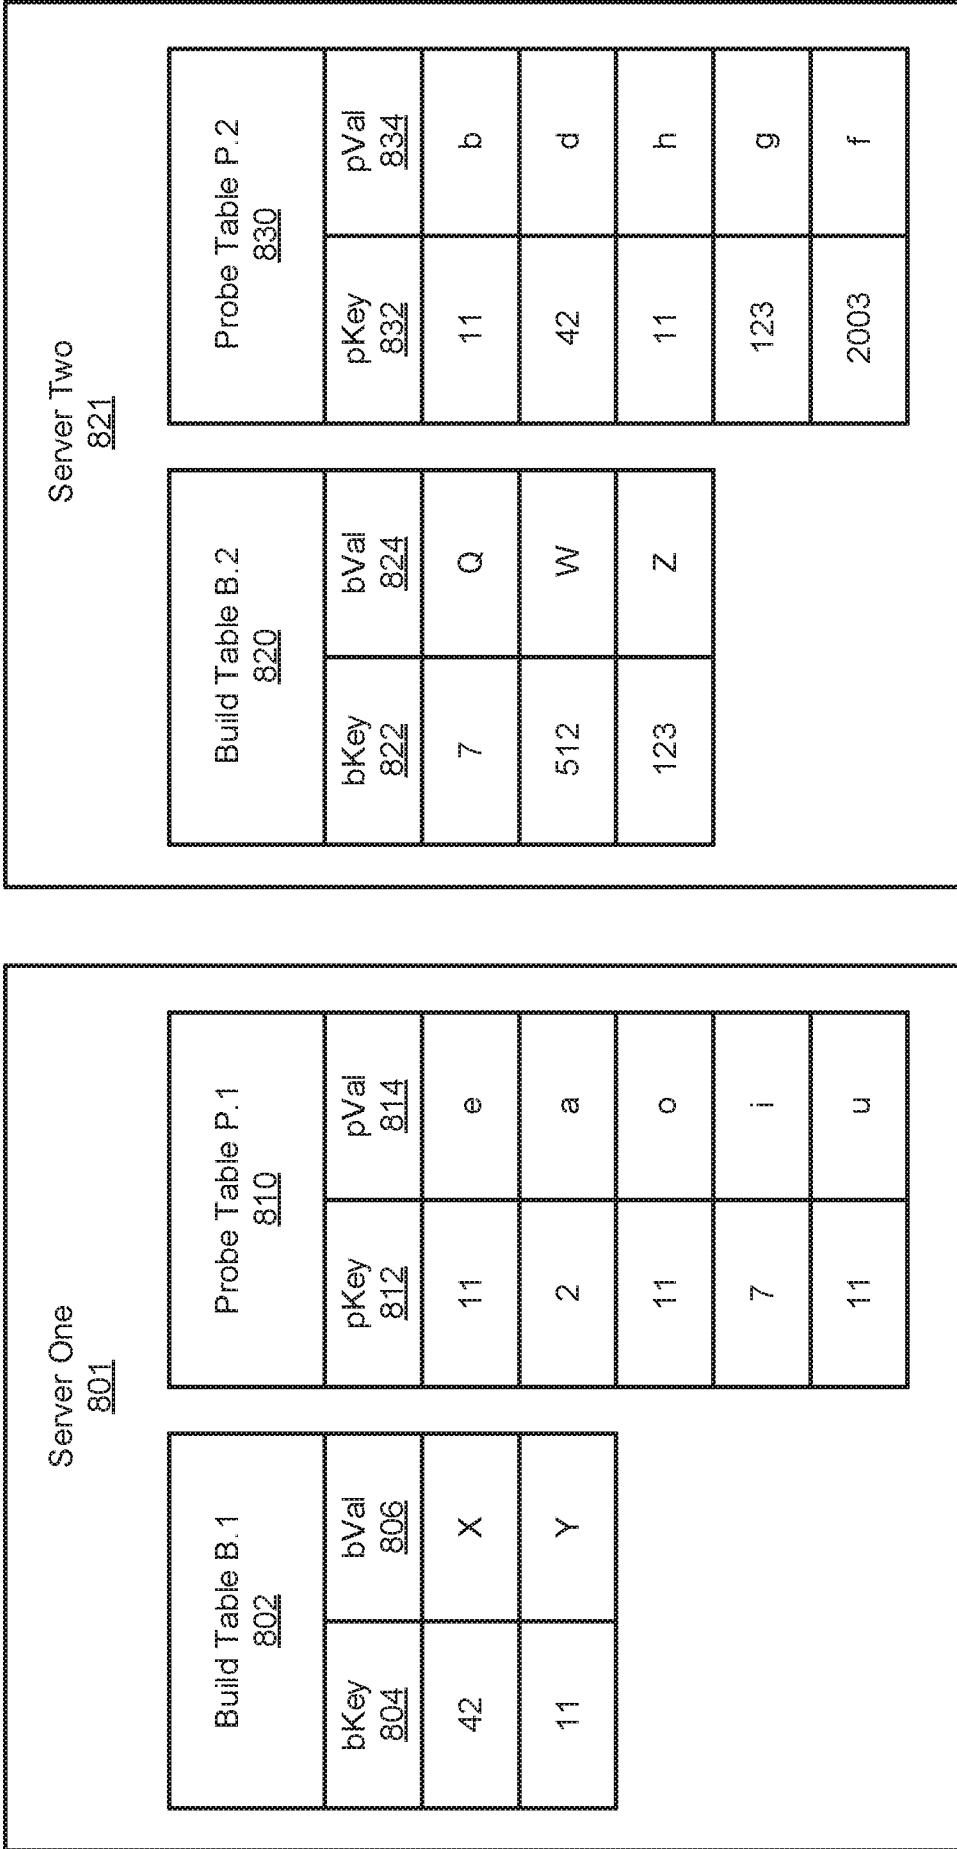 Server One
801
Build Table B.1
802
bKey
804
bVal
806
42
X
11
Y
Probe Table P.1
810
pKey
812
pVal
814
11
e
2
a
11
o
7
i
11
u
Server Two
821
Build Table B.2
820
bKey
822
bVal
824
7
Q
512
W
123
Z
Probe Table P.2
830
pKey
832
pVal
834
11
b
42
d
11
h
123
g
2003
f